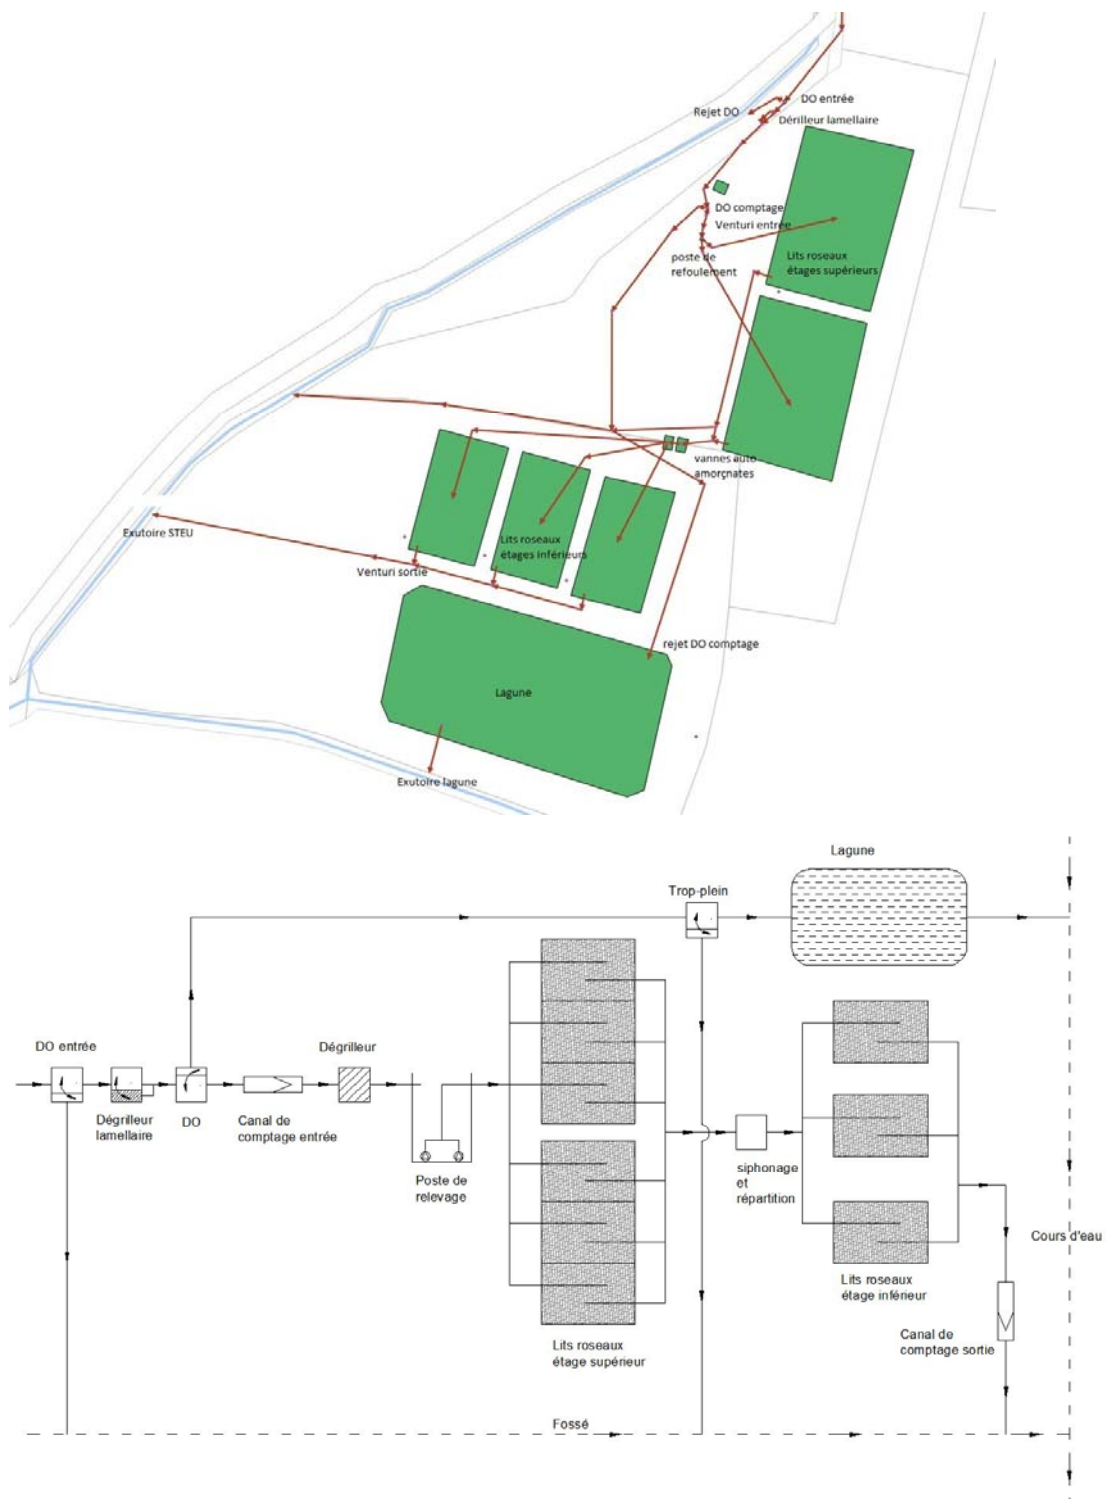 DO entrée
Rejet DO
Dérilleur lamellaire
DO comptage
Venturi entrée
poste de
refoulement
Lits roseaux
étages supérieurs
vannes auto
amorçnates
Exutoire STEU
Lits roseaux
étages inférieurs
Venturi sortie
rejet DO comptage
Lagune
Exutoire lagune
Lagune
Trop-plein
DO entrée
Dégrilleur
Dégrilleur
lamellaire
DO
Canal de
comptage entrée
Poste de
relevage
siphonage
et
répartition
Cours d'eau
Lits roseaux
étage inférieur
Canal de
comptage sortie
Lits roseaux
étage supérieur
Fossé